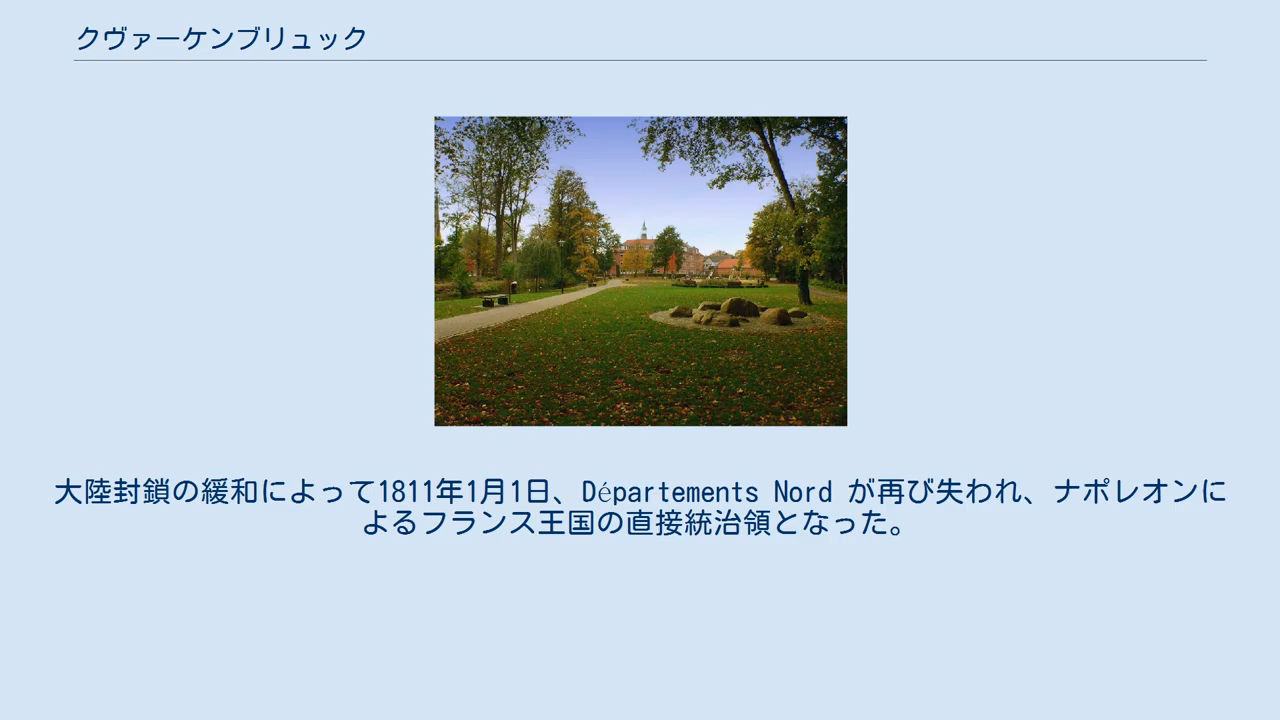 クヴァーケンブリュック
大陸封鎖の緩和によって1811年1月1日、Départements Nord が再び失われ、ナポレオンに
よるフランス王国の直接統治領となった。